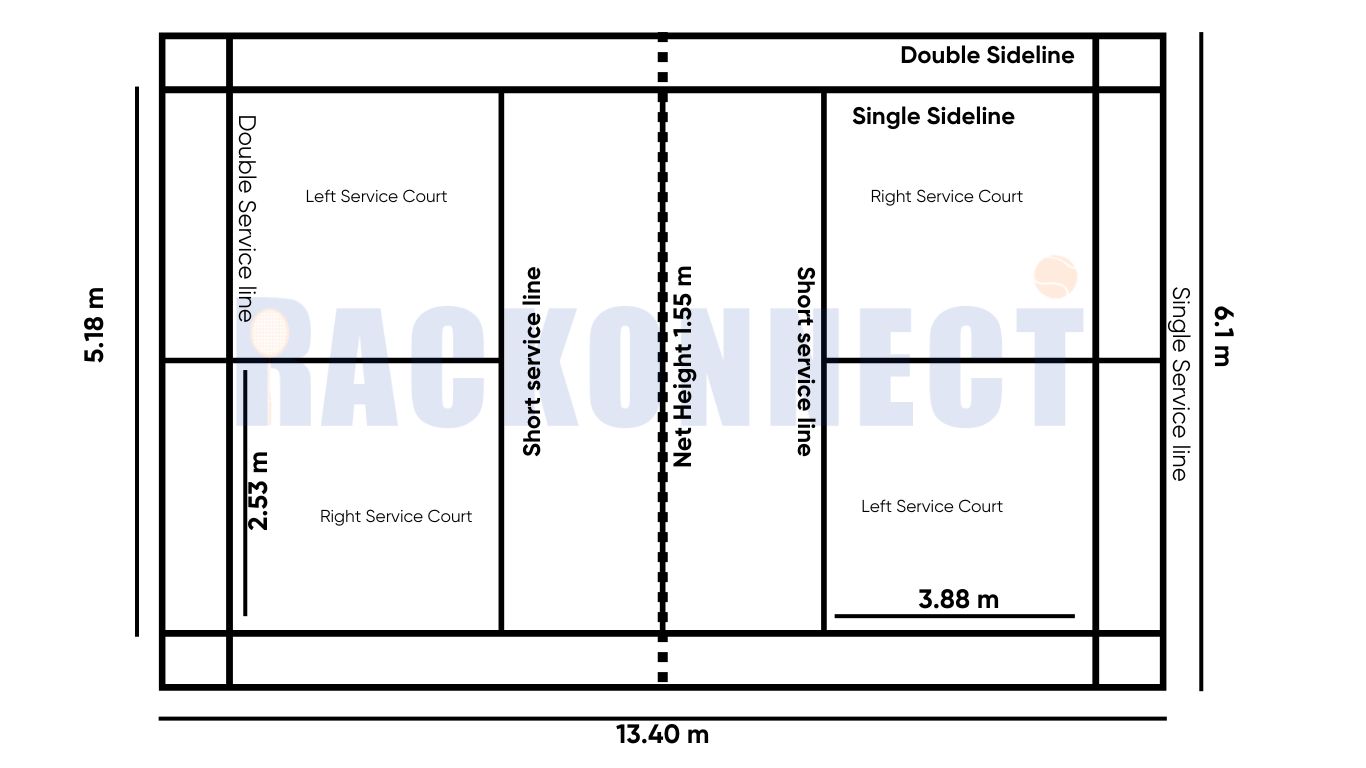 Double Sideline
Single Sideline
Double Service line
Left Service Court
Right Service Court
5.18 m
Short service line
Net Height 1.55 m
Short service line
Single Service line
6.1 m
RACKONNECT
2.53 m
Right Service Court
Left Service Court
3.88 m
13.40 m